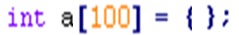 int a[100] = { };